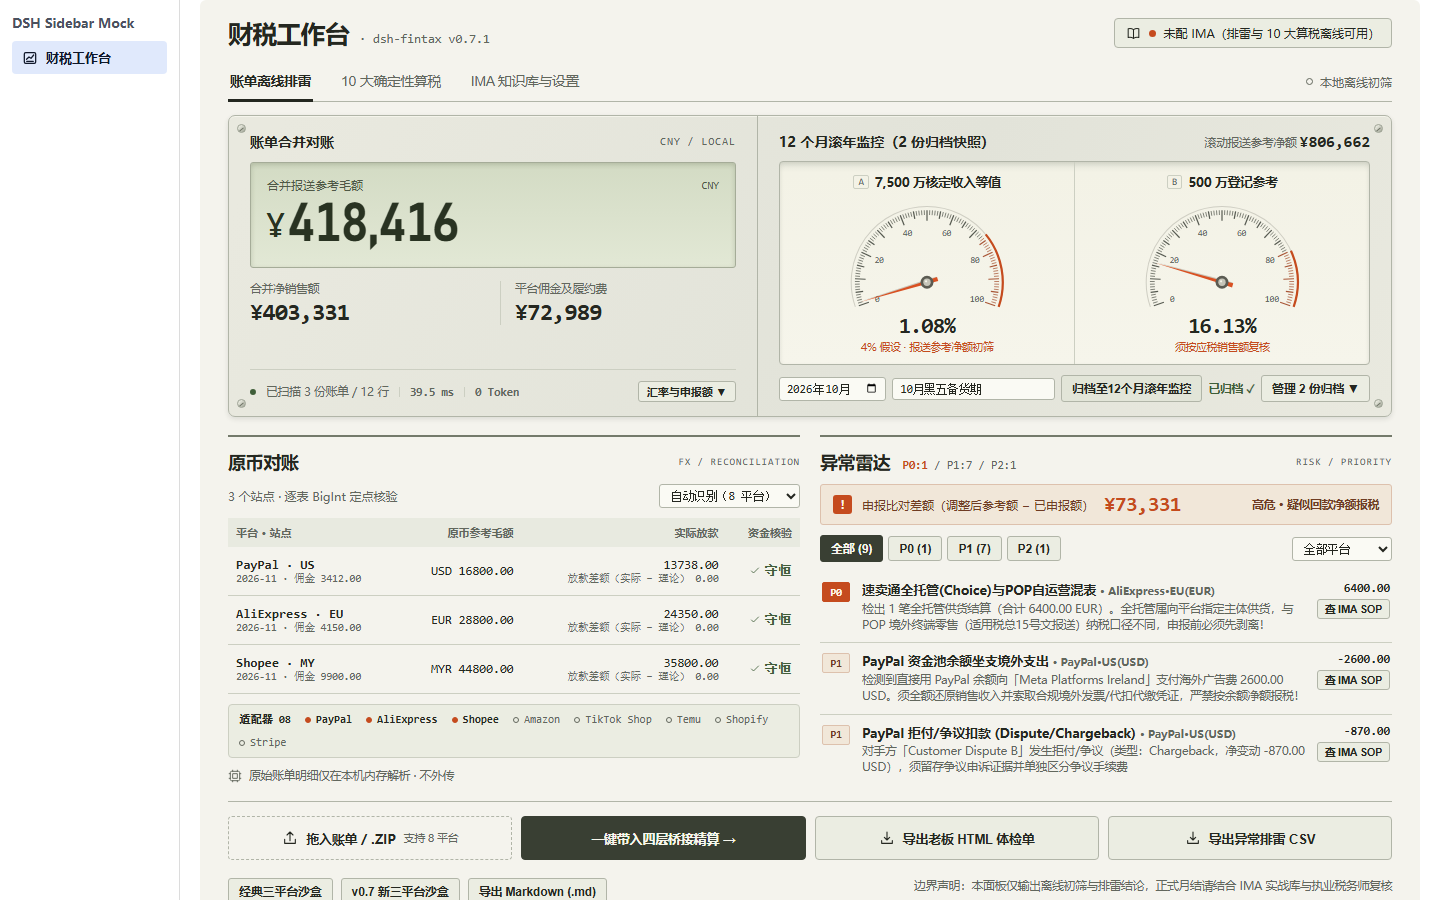 DSH Sidebar Mock
财税工作台
财税工作台 · dsh-fintax v0.7.1
未配 IMA（排雷与 10 大算税离线可用）
账单离线排雷 10 大确定性算税 IMA 知识库与设置
本地离线初筛
账单合并对账 CNY / LOCAL
合并报送参考毛额 CNY
¥418,416
合并净销售额 平台佣金及履约费
¥403,331 ¥72,989
已扫描 3 份账单 / 12 行 39.5 ms 0 Token 汇率与申报额 ▼
12 个月滚年监控（2 份归档快照） 滚动报送参考净额 ¥806,662
A 7,500 万核定收入等值
0 20 40 60 80 100
1.08%
4% 假设 · 报送参考净额初筛
B 500 万登记参考
0 20 40 60 80 100
16.13%
须按应税销售额复核
2026年10月 10月黑五备货期 归档至12个月滚年监控 已归档 ✓ 管理 2 份归档 ▼
原币对账 FX / RECONCILIATION
3 个站点 · 逐表 BigInt 定点核验 自动识别（8 平台）
平台 • 站点 原币参考毛额 实际放款 资金核验
PayPal · US USD 16800.00 13738.00 ✓ 守恒
2026-11 · 佣金 3412.00 放款差额（实际 − 理论） 0.00
AliExpress · EU EUR 28800.00 24350.00 ✓ 守恒
2026-11 · 佣金 4150.00 放款差额（实际 − 理论） 0.00
Shopee · MY MYR 44800.00 35800.00 ✓ 守恒
2026-11 · 佣金 9900.00 放款差额（实际 − 理论） 0.00
适配器 08 PayPal AliExpress Shopee Amazon TikTok Shop Temu Shopify
Stripe
原始账单明细仅在本机内存解析 · 不外传
异常雷达 P0:1 / P1:7 / P2:1 RISK / PRIORITY
! 申报比对差额（调整后参考额 − 已申报额） ¥73,331 高危 • 疑似回款净额报税
全部 (9) P0 (1) P1 (7) P2 (1) 全部平台
P0 速卖通全托管(Choice)与POP自运营混表 • AliExpress•EU(EUR) 6400.00
检出 1 笔全托管供货结算（合计 6400.00 EUR）。全托管属向平台指定主体供货，与 查 IMA SOP
POP 境外终端零售（适用税总15号文报送）纳税口径不同，申报前必须先剥离！
P1 PayPal 资金池余额坐支境外支出 • PayPal•US(USD) -2600.00
检测到直接用 PayPal 余额向「Meta Platforms Ireland」支付海外广告费 2600.00 查 IMA SOP
USD。须全额还原销售收入并索取合规境外发票/代扣代缴凭证，严禁按余额净额报税！
P1 PayPal 拒付/争议扣款 (Dispute/Chargeback) • PayPal•US(USD) -870.00
对手方「Customer Dispute B」发生拒付/争议（类型：Chargeback，净变动 -870.00 查 IMA SOP
USD），须留存争议申诉证据并单独区分争议手续费
拖入账单 / .ZIP 支持 8 平台 一键带入四层桥接精算 → 导出老板 HTML 体检单 导出异常排雷 CSV
经典三平台沙盒 v0.7 新三平台沙盒 导出 Markdown (.md) 边界声明：本面板仅输出离线初筛与排雷结论，正式月结请结合 IMA 实战库与执业税务师复核